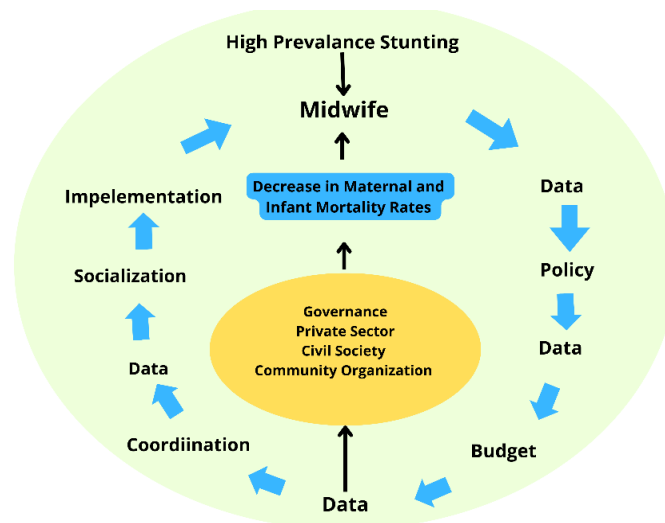 High Prevalance Stunting
Midwife
Decrease in Maternal and
Infant Mortality Rates
Impelementation
Data
Socialization
Policy
Governance
Private Sector
Civil Society
Community Organization
Data
Data
Coordiination
Budget
Data